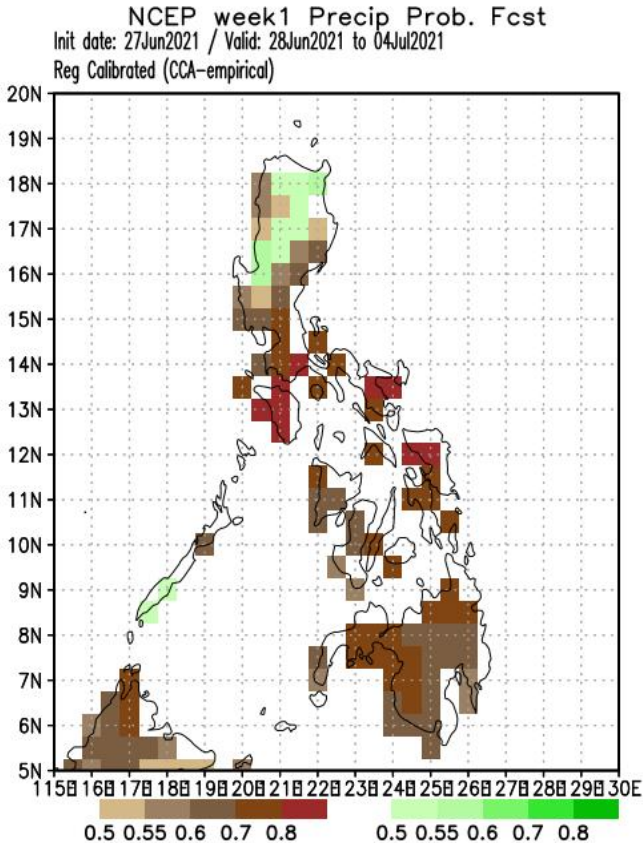 NCEP week1 Precip Prob. Fcst
Init date: 27Jun2021 / Valid: 28Jun2021 to 04Jul2021
Reg Calibrated (CCA-empirical)
20N
19N
18N
17N
16N
15N
14N
13N
12N
11N
10N
9N
8N
7N
6N
5N
115E 116E 117E 118E 119E 120E 121E 122E 123E 124E 125E 126E 127E 128E 129E 130E
0.5 0.55 0.6 0.7 0.8 0.5 0.55 0.6 0.7 0.8